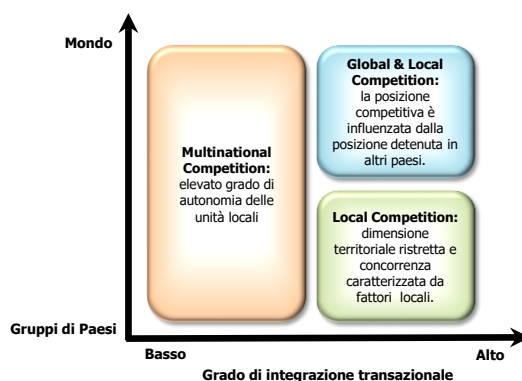 Mondo
Global & Local
Competition:
la posizione
competitiva è
influenzata dalla
posizione detenuta in
altri paesi.
Multinational
Competition:
elevato grado di
autonomia delle
unità locali
Local Competition:
dimensione
territoriale ristretta e
concorrenza
caratterizzata da
fattori locali.
Gruppi di Paesi
Basso
Alto
Grado di integrazione transazionale